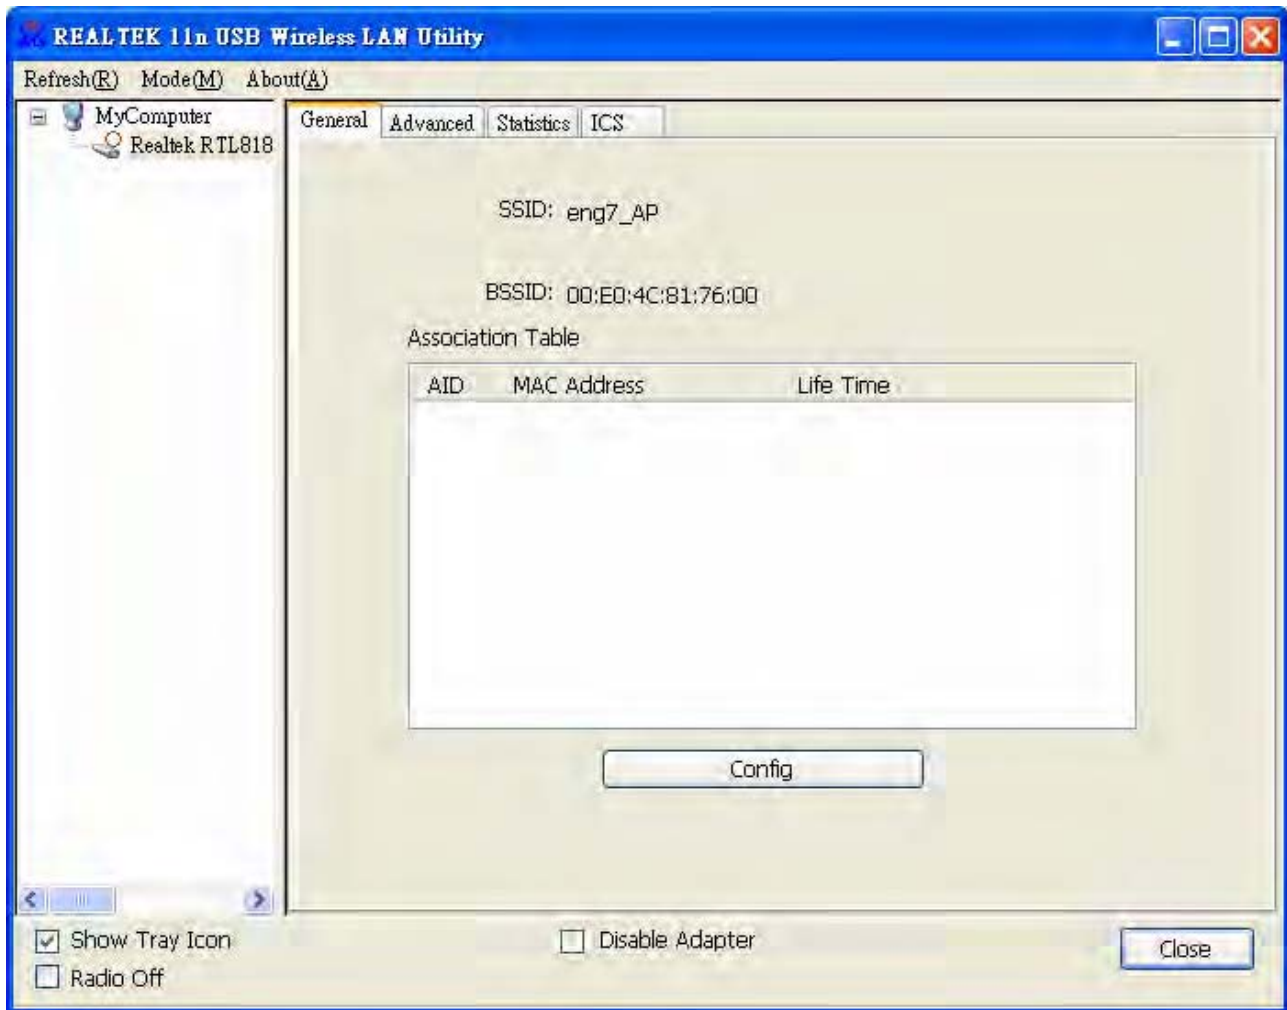 REALTEK 11n USB Wireless LAN Utility
Refresh(R) Mode(M) About(A)
MyComputer
Realtek RTL818
General Advanced Statistics ICS
SSID: eng7_AP
BSSID: 00:E0:4C:81:76:00
Association Table
AID MAC Address Life Time
Config
Show Tray Icon
Radio Off
Disable Adapter
Close